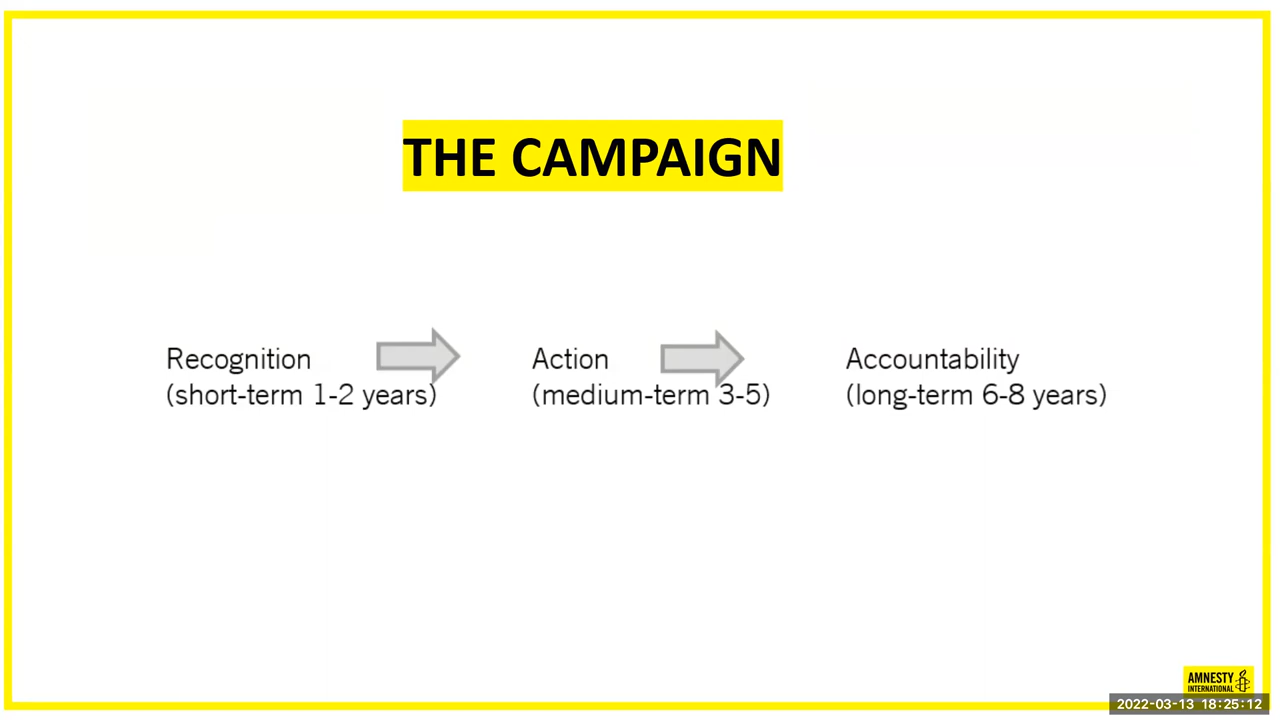 THE CAMPAIGN
Recognition
(short-term 1-2 years)
Action
(medium-term 3-5)
Accountability
(long-term 6-8 years)
AMNESTY
INTERNATIONAL
2022-03-13 18:25:12